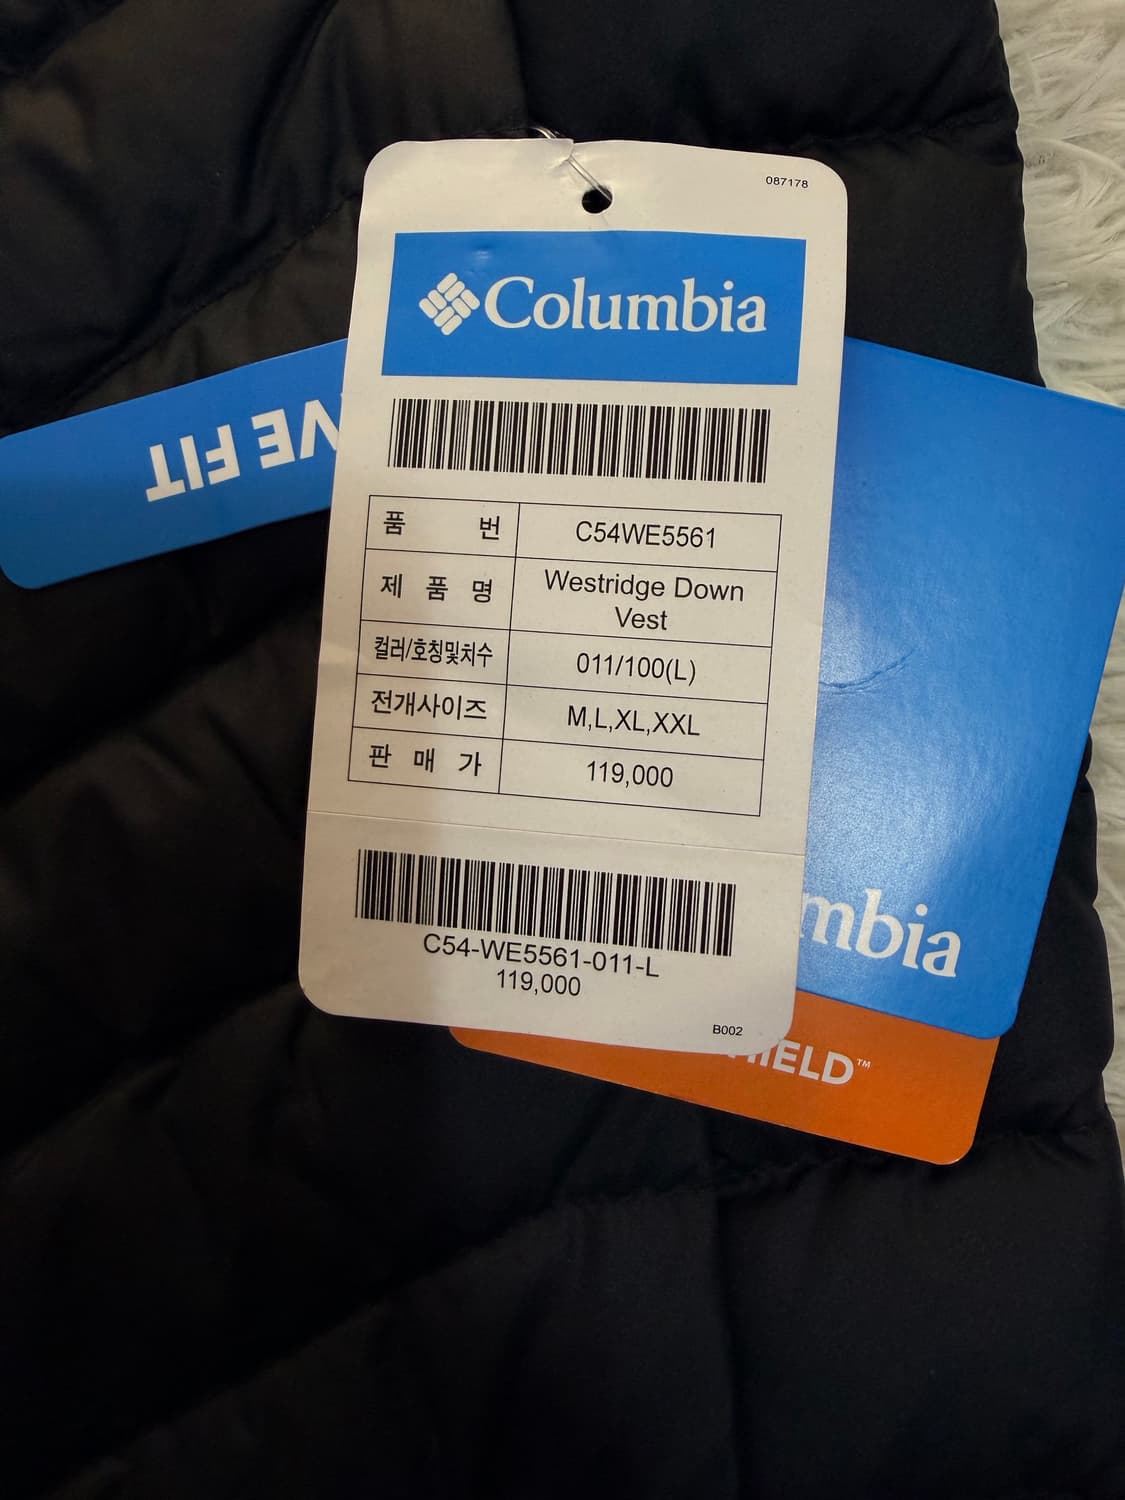 087178
Columbia
VE FIT
품 번 C54WE5561
제 품 명 Westridge Down
Vest
컬러/호칭및치수 011/100(L)
전개사이즈 M,L,XL,XXL
판 매 가 119,000
C54-WE5561-011-L
119,000
B002
mbia
HIELD™